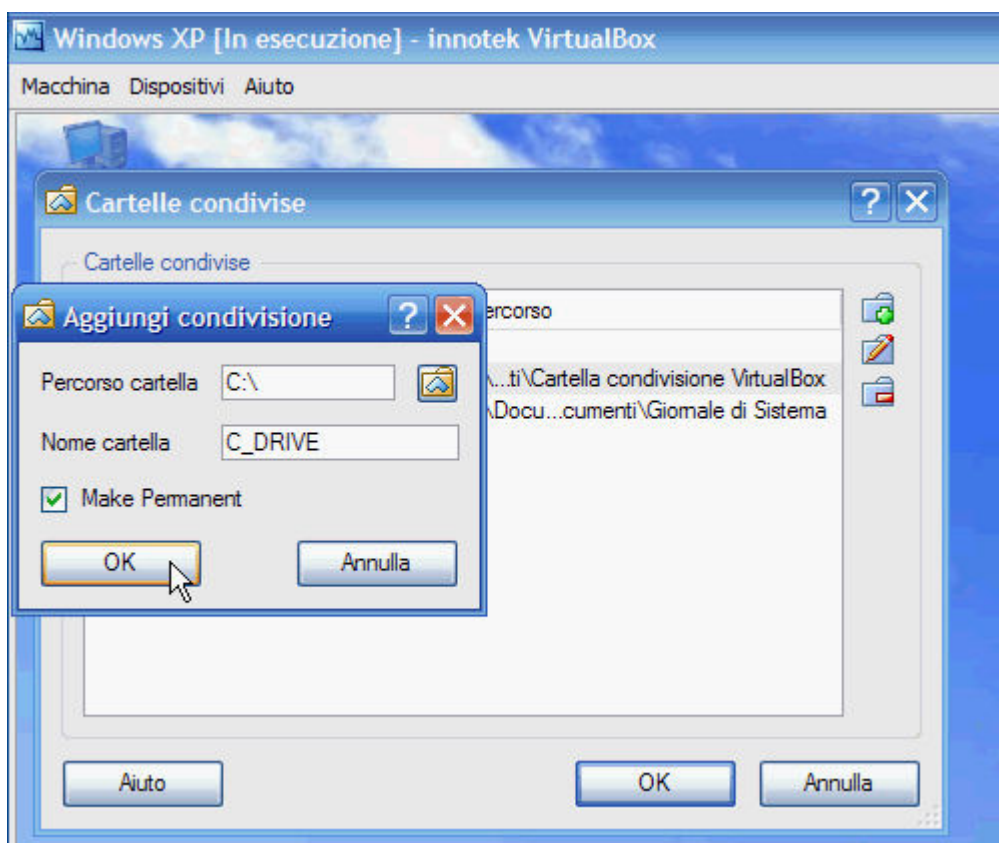 Windows XP [In esecuzione] - innotek VirtualBox
Macchina Dispositivi Aiuto
Cartelle condivise
Cartelle condivise
Aggiungi condivisione
ercorso
Percorso cartella C:\
\...ti\Cartella condivisione VirtualBox
\Docu...cumenti\Giornale di Sistema
Nome cartella C_DRIVE
Make Permanent
OK Annulla
Aiuto OK Annulla